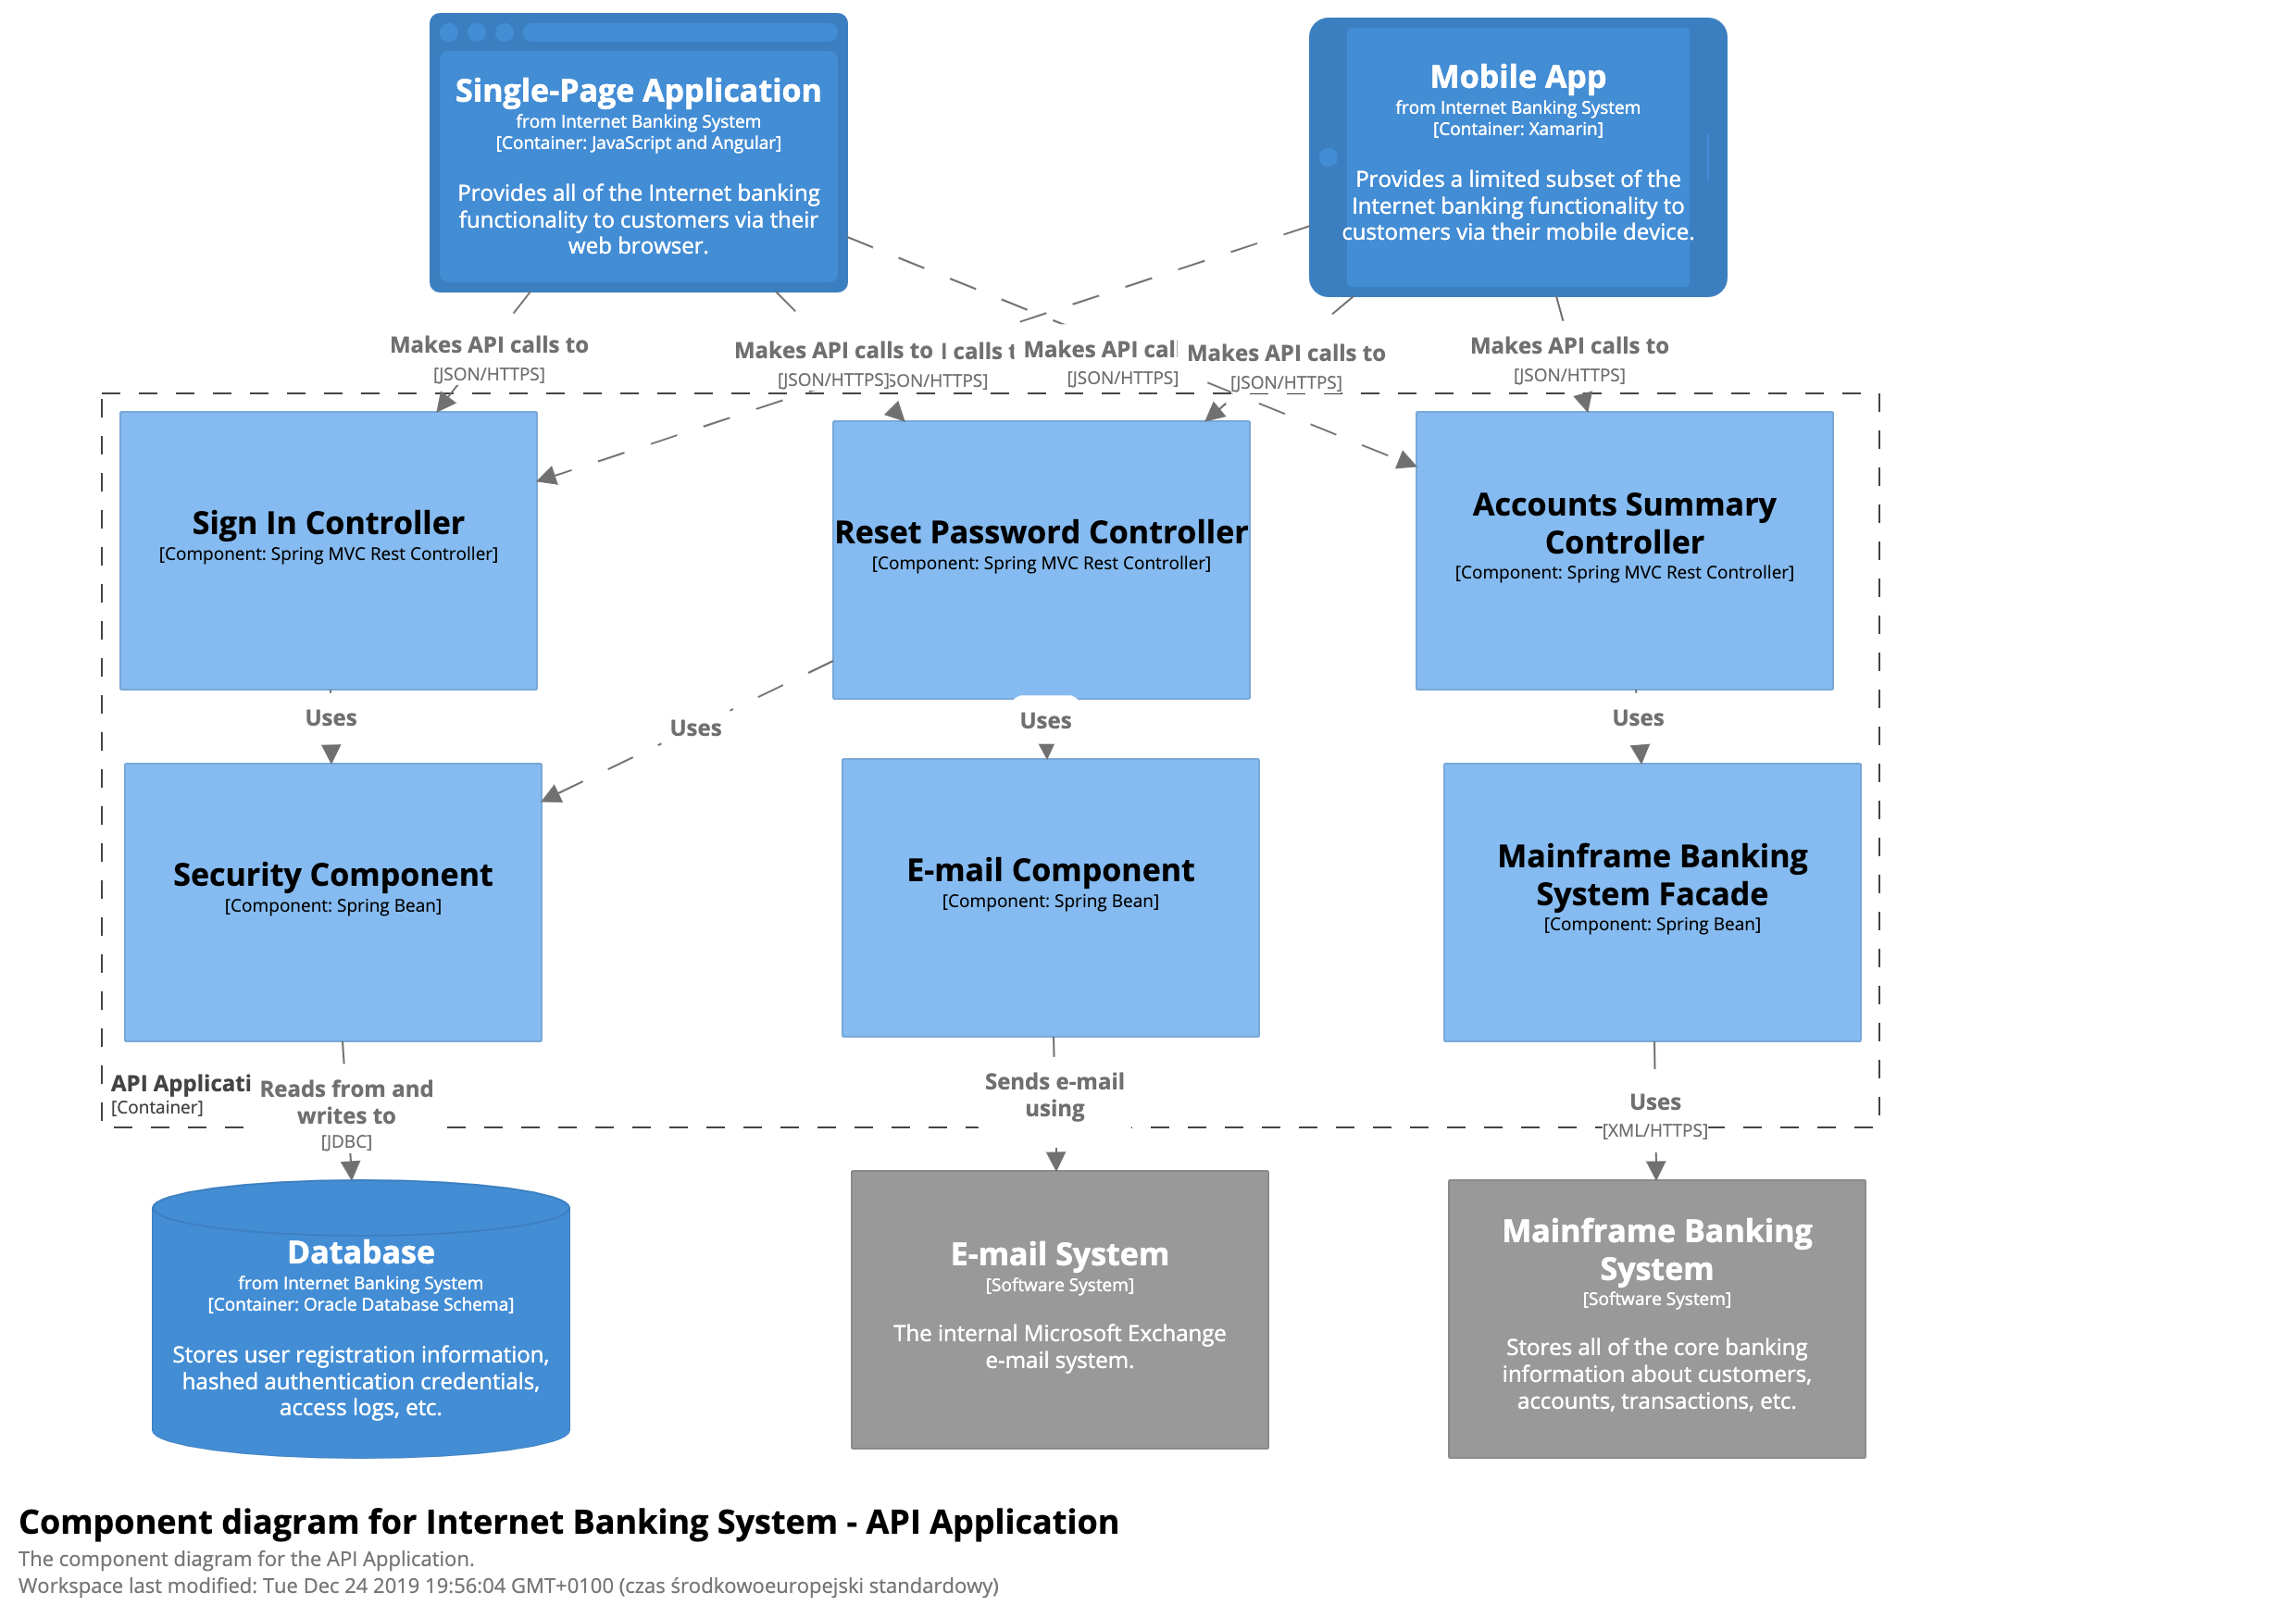 Single-Page Application
from Internet Banking System
[Container: JavaScript and Angular]
Provides all of the Internet banking
functionality to customers via their
web browser.
Mobile App
from Internet Banking System
[Container: Xamarin]
Provides a limited subset of the
Internet banking functionality to
customers via their mobile device.
Makes API calls to
[JSON/HTTPS]
Makes API calls to
[JSON/HTTPS]
calls
Makes API
[JSON/HTTPS]
Makes API calls to
[JSON/HTTPS]
Makes API calls to
[JSON/HTTPS]
Sign In Controller
[Component: Spring MVC Rest Controller]
Reset Password Controller
[Component: Spring MVC Rest Controller]
Accounts Summary
Controller
[Component: Spring MVC Rest Controller]
Uses
Uses
Uses
Uses
Security Component
[Component: Spring Bean]
E-mail Component
[Component: Spring Bean]
Mainframe Banking
System Facade
[Component: Spring Bean]
API Applicati
[Container]
Reads from and
writes to
[JDBC]
Sends e-mail
using
Uses
[XML/HTTPS]
Database
from Internet Banking System
[Container: Oracle Database Schema]
Stores user registration information,
hashed authentication credentials,
access logs, etc.
E-mail System
[Software System]
The internal Microsoft Exchange
e-mail system.
Mainframe Banking
System
[Software System]
Stores all of the core banking
information about customers,
accounts, transactions, etc.
Component diagram for Internet Banking System - API Application
The component diagram for the API Application.
Workspace last modified: Tue Dec 24 2019 19:56:04 GMT+0100 (czas środkowoeuropejski standardowy)